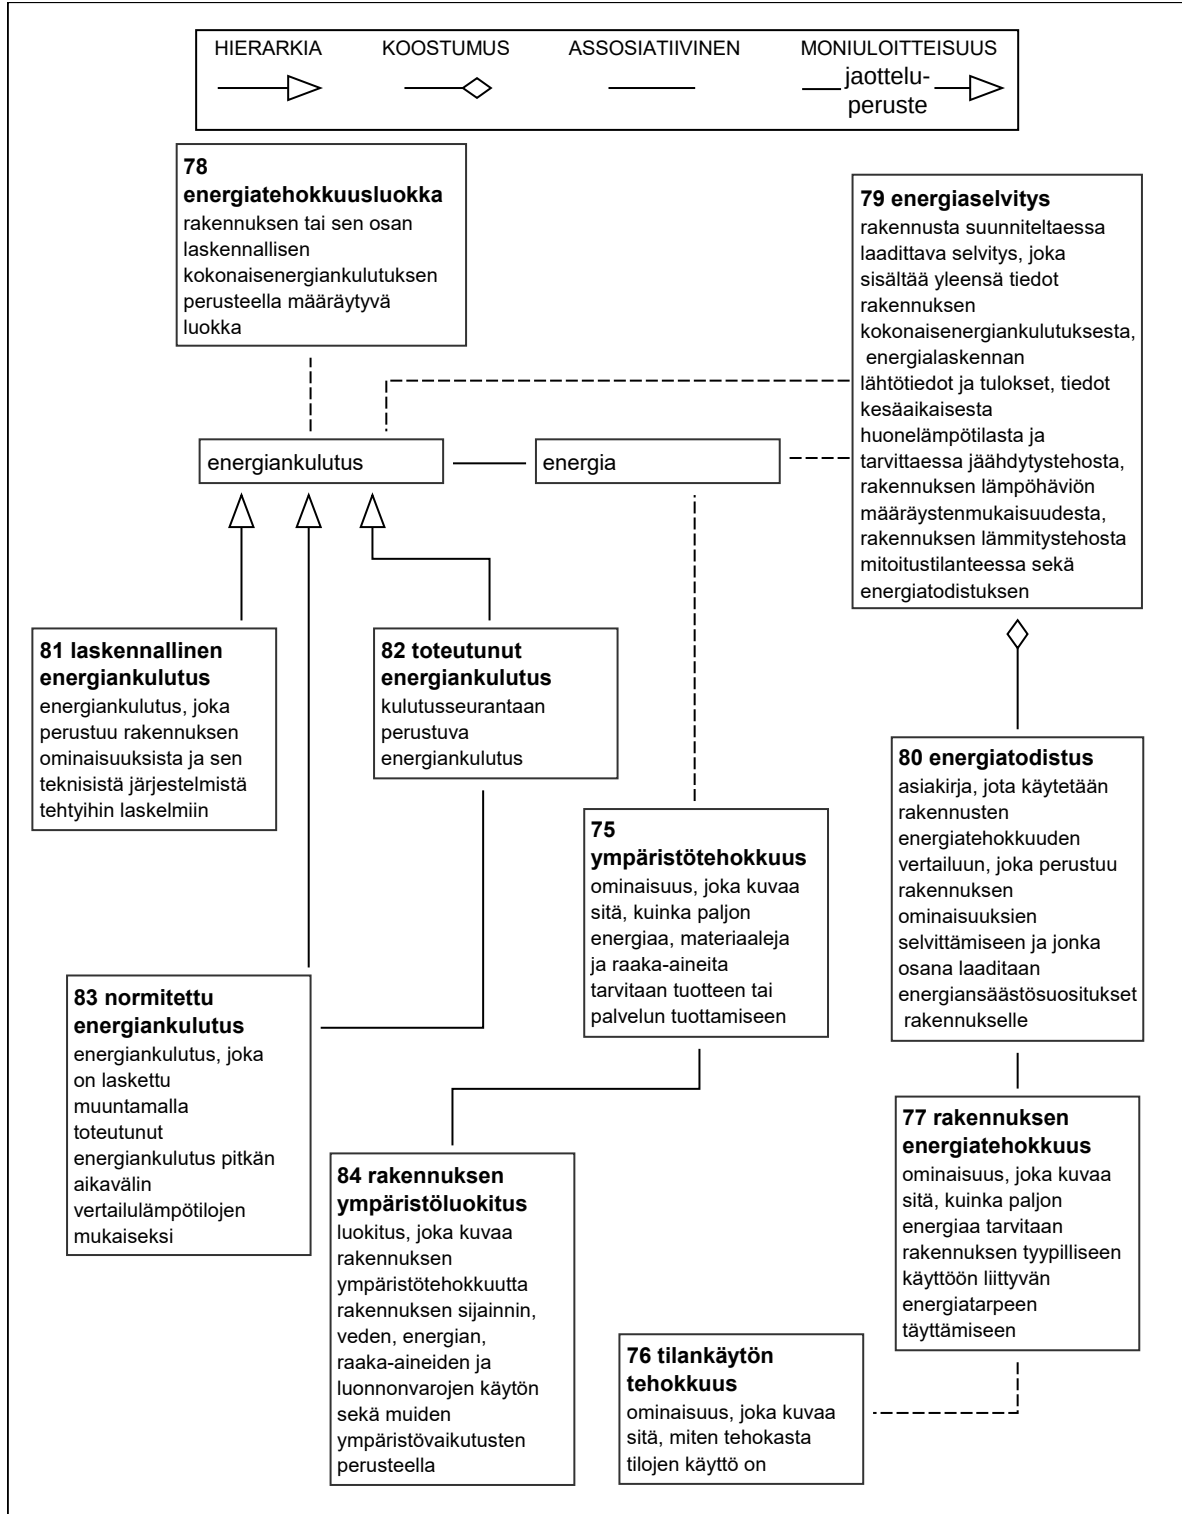 HIERARKIA
KOOSTUMUS
ASSOSIATIIVINEN
MONIULOITTEISUUS
jaottelu-
peruste
78
energiatehokkuusluokka
rakennuksen tai sen osan
laskennallisen
kokonaisenergiankulutuksen
perusteella määräytyvä
luokka
79 energiaselvitys
rakennusta suunniteltaessa
laadittava selvitys, joka
sisältää yleensä tiedot
rakennuksen
kokonaisenergiankulutuksesta,
energialaskennan
lähtötiedot ja tulokset, tiedot
kesäaikaisesta
huonelämpötilasta ja
tarvittaessa jäähdytystehosta,
rakennuksen lämpöhäviön
määräystenmukaisuudesta,
rakennuksen lämmitystehosta
mitoitustilanteessa sekä
energiatodistuksen
energiankulutus
energia
81 laskennallinen
energiankulutus
energiankulutus, joka
perustuu rakennuksen
ominaisuuksista ja sen
teknisistä järjestelmistä
tehtyihin laskelmiin
82 toteutunut
energiankulutus
kulutusseurantaan
perustuva
energiankulutus
80 energiatodistus
asiakirja, jota käytetään
rakennusten
energiatehokkuuden
vertailuun, joka perustuu
rakennuksen
ominaisuuksien
selvittämiseen ja jonka
osana laaditaan
energiansäästösuositukset
rakennukselle
75
ympäristötehokkuus
ominaisuus, joka kuvaa
sitä, kuinka paljon
energiaa, materiaaleja
ja raaka-aineita
tarvitaan tuotteen tai
palvelun tuottamiseen
83 normitettu
energiankulutus
energiankulutus, joka
on laskettu
muuntamalla
toteutunut
energiankulutus pitkän
aikavälin
vertailulämpötilojen
mukaiseksi
77 rakennuksen
energiatehokkuus
ominaisuus, joka kuvaa
sitä, kuinka paljon
energiaa tarvitaan
rakennuksen tyypilliseen
käyttöön liittyvän
energiatarpeen
täyttämiseen
84 rakennuksen
ympäristöluokitus
luokitus, joka kuvaa
rakennuksen
ympäristötehokkuutta
rakennuksen sijainnin,
veden, energian,
raaka-aineiden ja
luonnonvarojen käytön
sekä muiden
ympäristövaikutusten
perusteella
76 tilankäytön
tehokkuus
ominaisuus, joka kuvaa
sitä, miten tehokasta
tilojen käyttö on